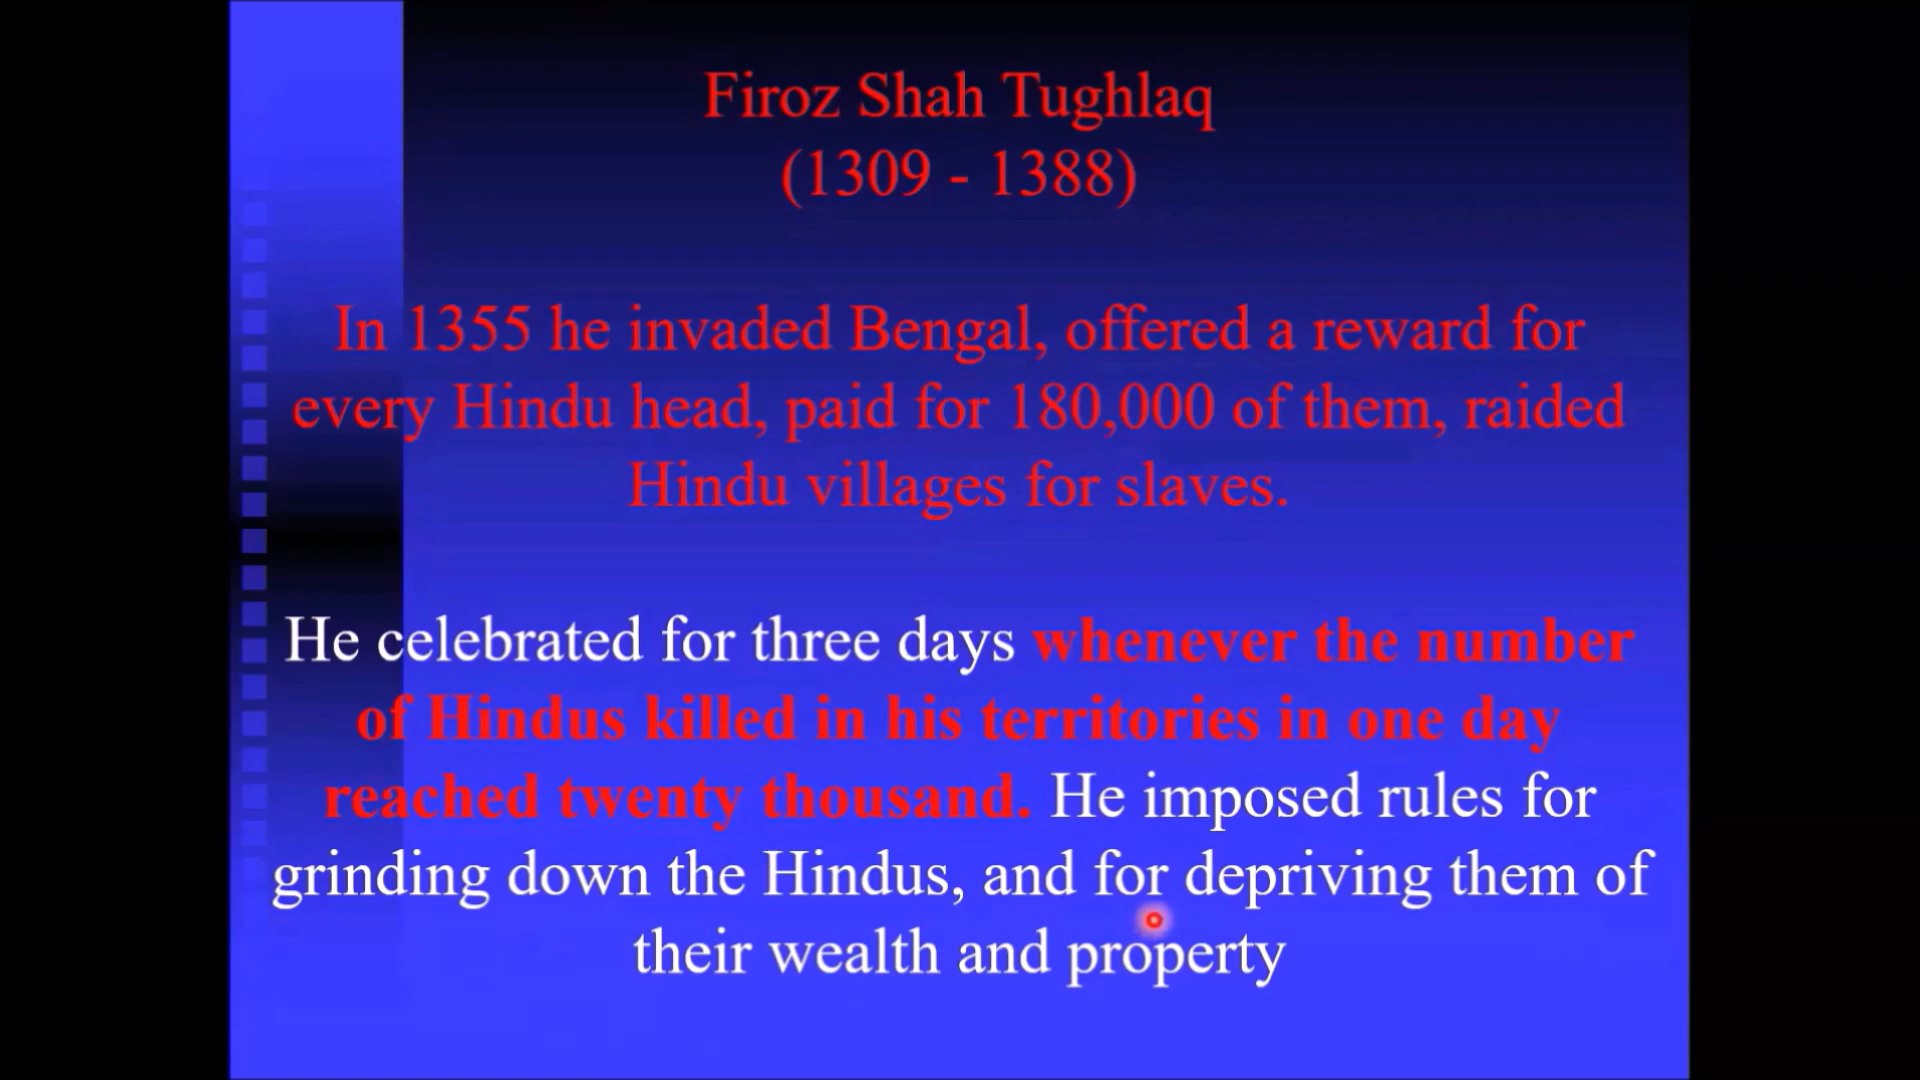 Firoz Shah Tughlaq
(1309 - 1388)
In 1355 he invaded Bengal, offered a reward for
every Hindu head, paid for 180,000 of them, raided
Hindu villages for slaves.
He celebrated for three days whenever the number
of Hindus killed in his territories in one day
reached twenty thousand. He imposed rules for
grinding down the Hindus, and for depriving them of
their wealth and property